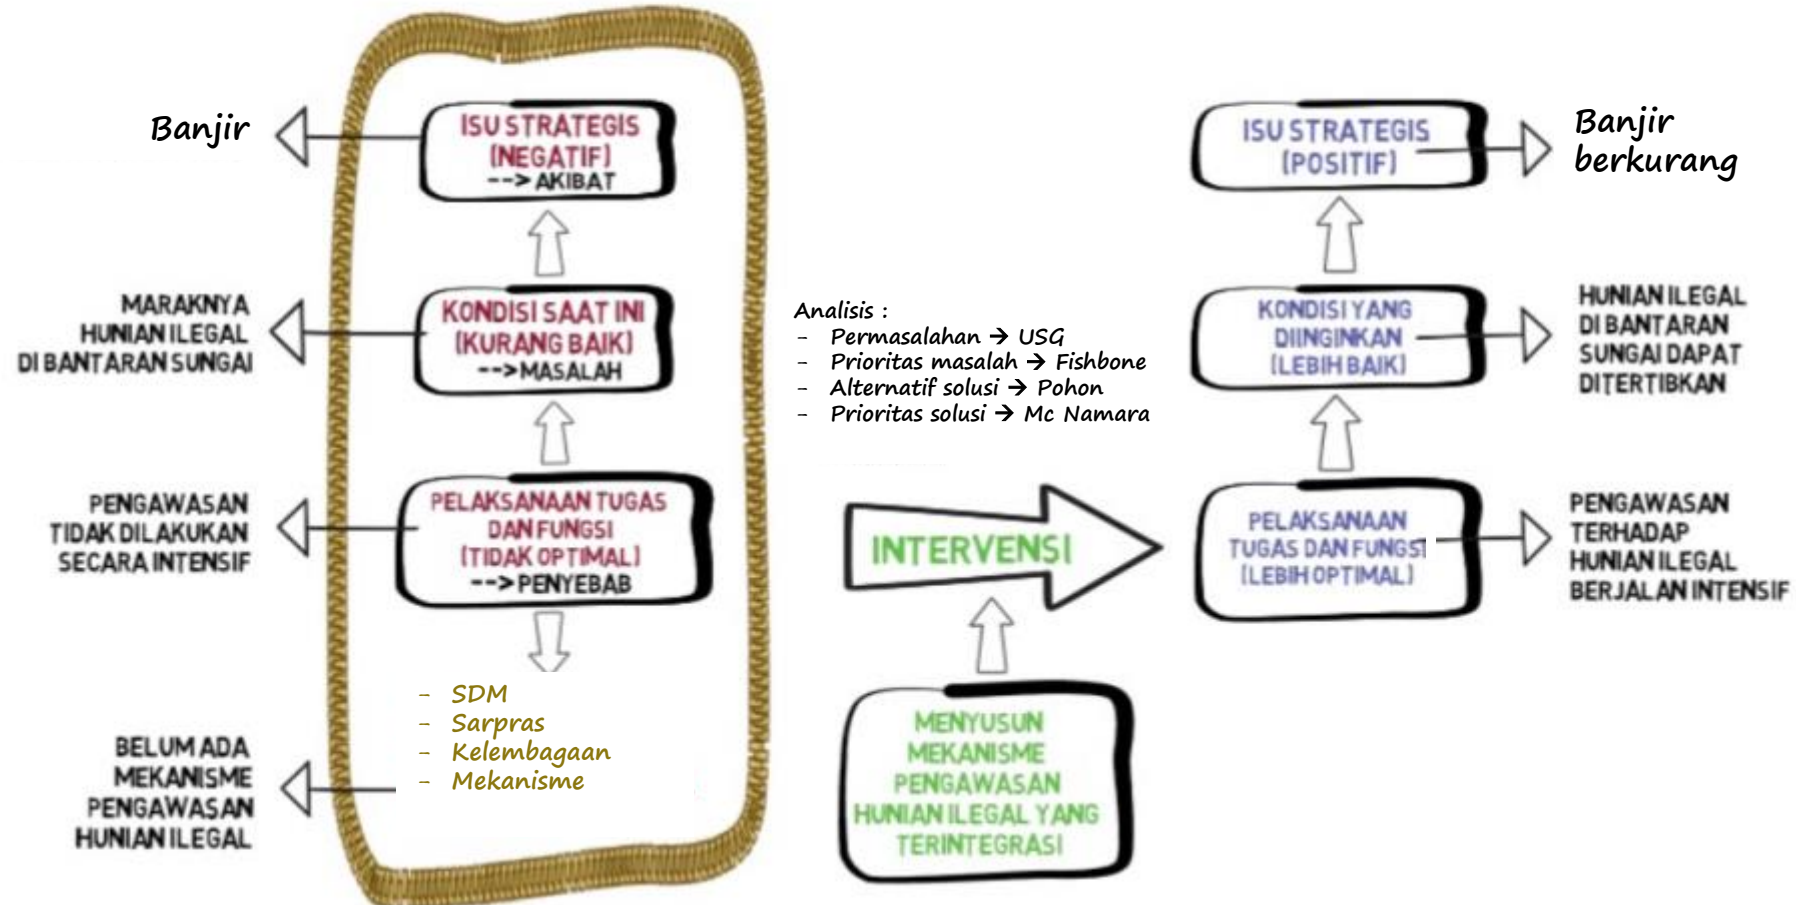 Banjir
ISU STRATEGIS
(NEGATIF)
--> AKIBAT
MARAKNYA
HUNIAN ILEGAL
DI BANTARAN SUNGAI
KONDISI SAAT INI
(KURANG BAIK)
-->MASALAH
PENGAWASAN
TIDAK DILAKUKAN
SECARA INTENSIF
PELAKSANAAN TUGAS
DAN FUNGSI
(TIDAK OPTIMAL)
-->PENYEBAB
BELUM ADA
MEKANISME
PENGAWASAN
HUNIAN ILEGAL
- SDM
- Sarpras
- Kelembagaan
- Mekanisme
Analisis :
- Permasalahan → USG
- Prioritas masalah → Fishbone
- Alternatif solusi → Pohon
- Prioritas solusi → Mc Namara
INTERVENSI
MENYUSUN
MEKANISME
PENGAWASAN
HUNIAN ILEGAL YANG
TERINTEGRASI
ISU STRATEGIS
(POSITIF)
Banjir
berkurang
KONDISI YANG
DIINGINKAN
(LEBIH BAIK)
HUNIAN ILEGAL
DI BANTARAN
SUNGAI DAPAT
DITERTIBKAN
PELAKSANAAN
TUGAS DAN FUNGSI
(LEBIH OPTIMAL)
PENGAWASAN
TERHADAP
HUNIAN ILEGAL
BERJALAN INTENSIF